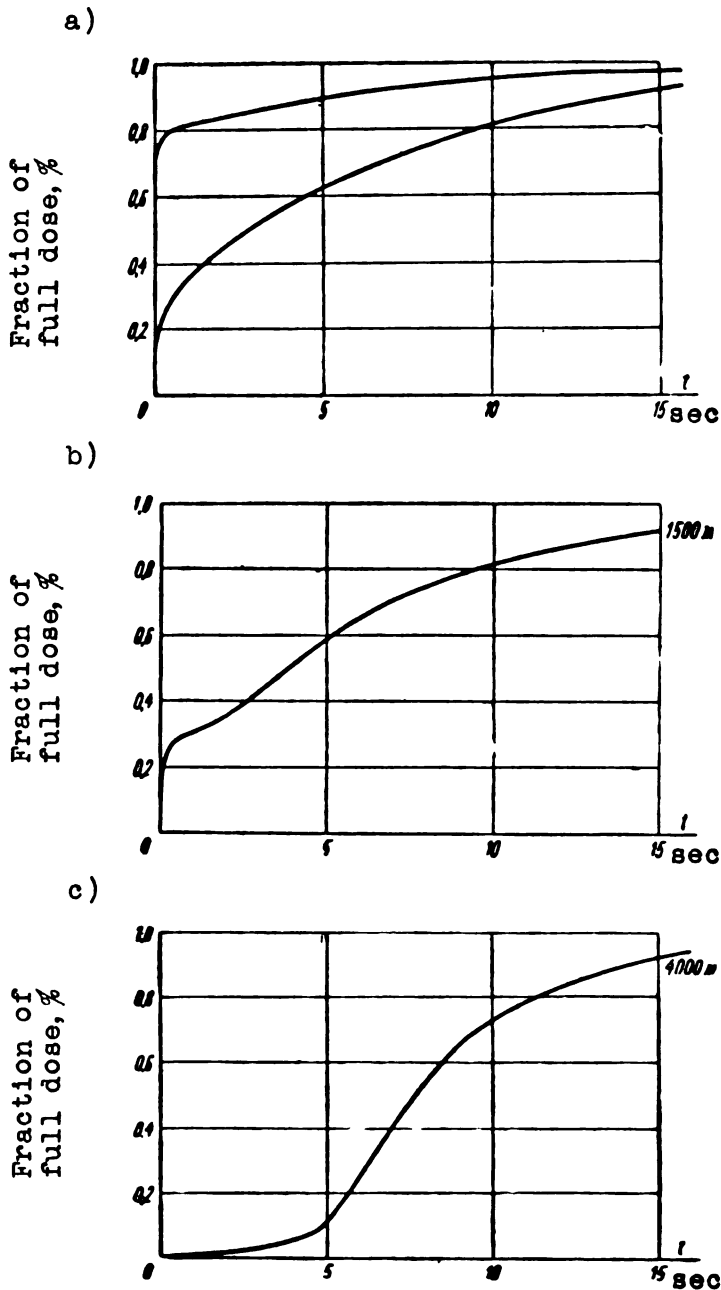 a)
Fraction of
full dose, %
1,0
0,8
0,6
0,4
0,2
0
5
10
15 sec
t
b)
Fraction of
full dose, %
1,0
0,8
0,6
0,4
0,2
0
5
10
15 sec
t
1500 m
c)
Fraction of
full dose, %
1,0
0,8
0,6
0,4
0,2
0
5
10
15 sec
t
4000 m